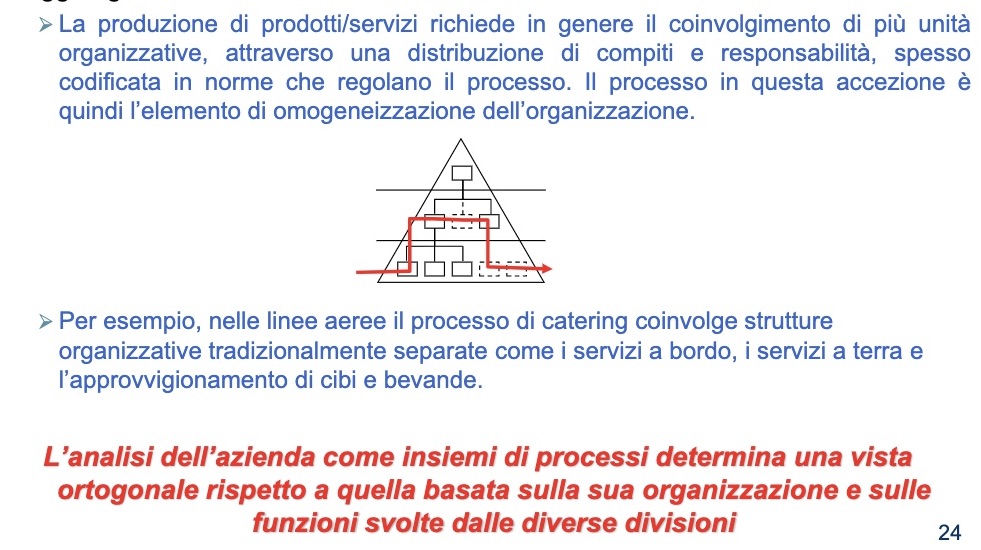 La produzione di prodotti/servizi richiede in genere il coinvolgimento di più unità
organizzative, attraverso una distribuzione di compiti e responsabilità, spesso
codificata in norme che regolano il processo. Il processo in questa accezione è
quindi l’elemento di omogeneizzazione dell’organizzazione.
Per esempio, nelle linee aeree il processo di catering coinvolge strutture
organizzative tradizionalmente separate come i servizi a bordo, i servizi a terra e
l’approvvigionamento di cibi e bevande.
L’analisi dell’azienda come insiemi di processi determina una vista
ortogonale rispetto a quella basata sulla sua organizzazione e sulle
funzioni svolte dalle diverse divisioni
24